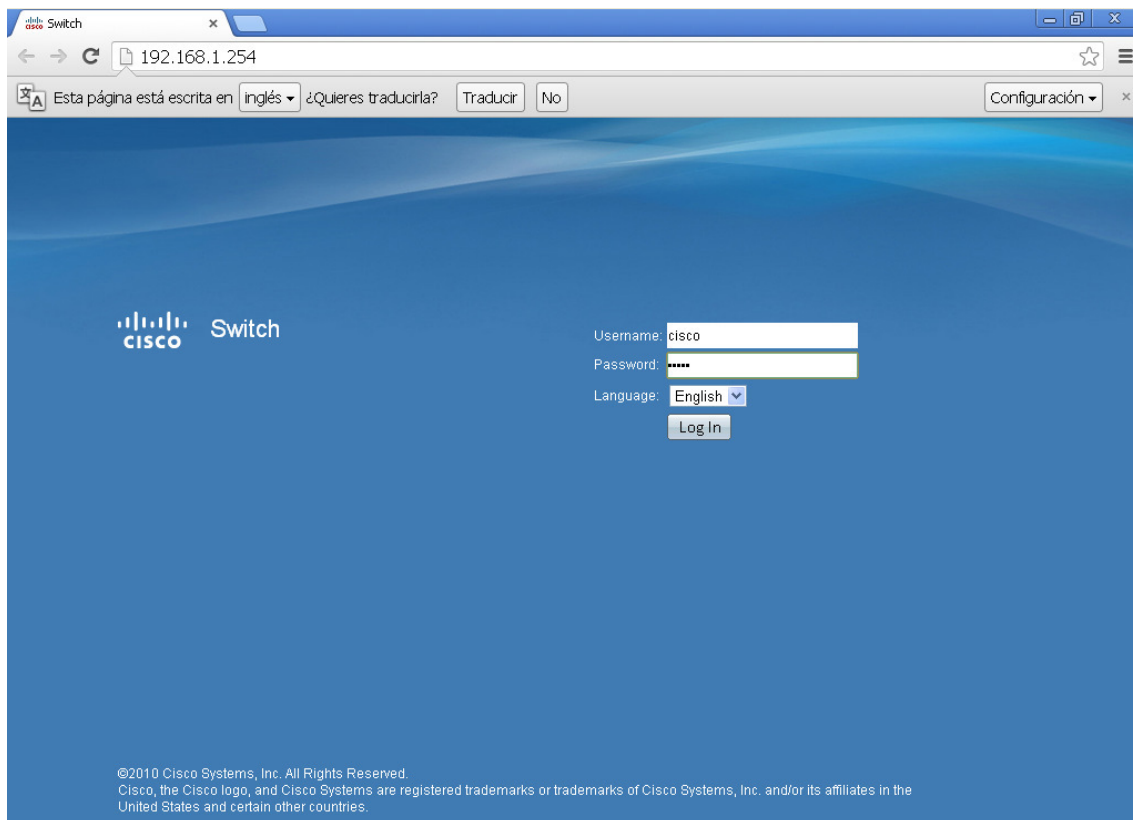 cisco Switch
192.168.1.254
Esta página está escrita en inglés ¿Quieres traducirla? Traducir No Configuración
cisco Switch
Username: cisco
Password: •••••
Language: English
Log In
©2010 Cisco Systems, Inc. All Rights Reserved.
Cisco, the Cisco logo, and Cisco Systems are registered trademarks or trademarks of Cisco Systems, Inc. and/or its affiliates in the
United States and certain other countries.